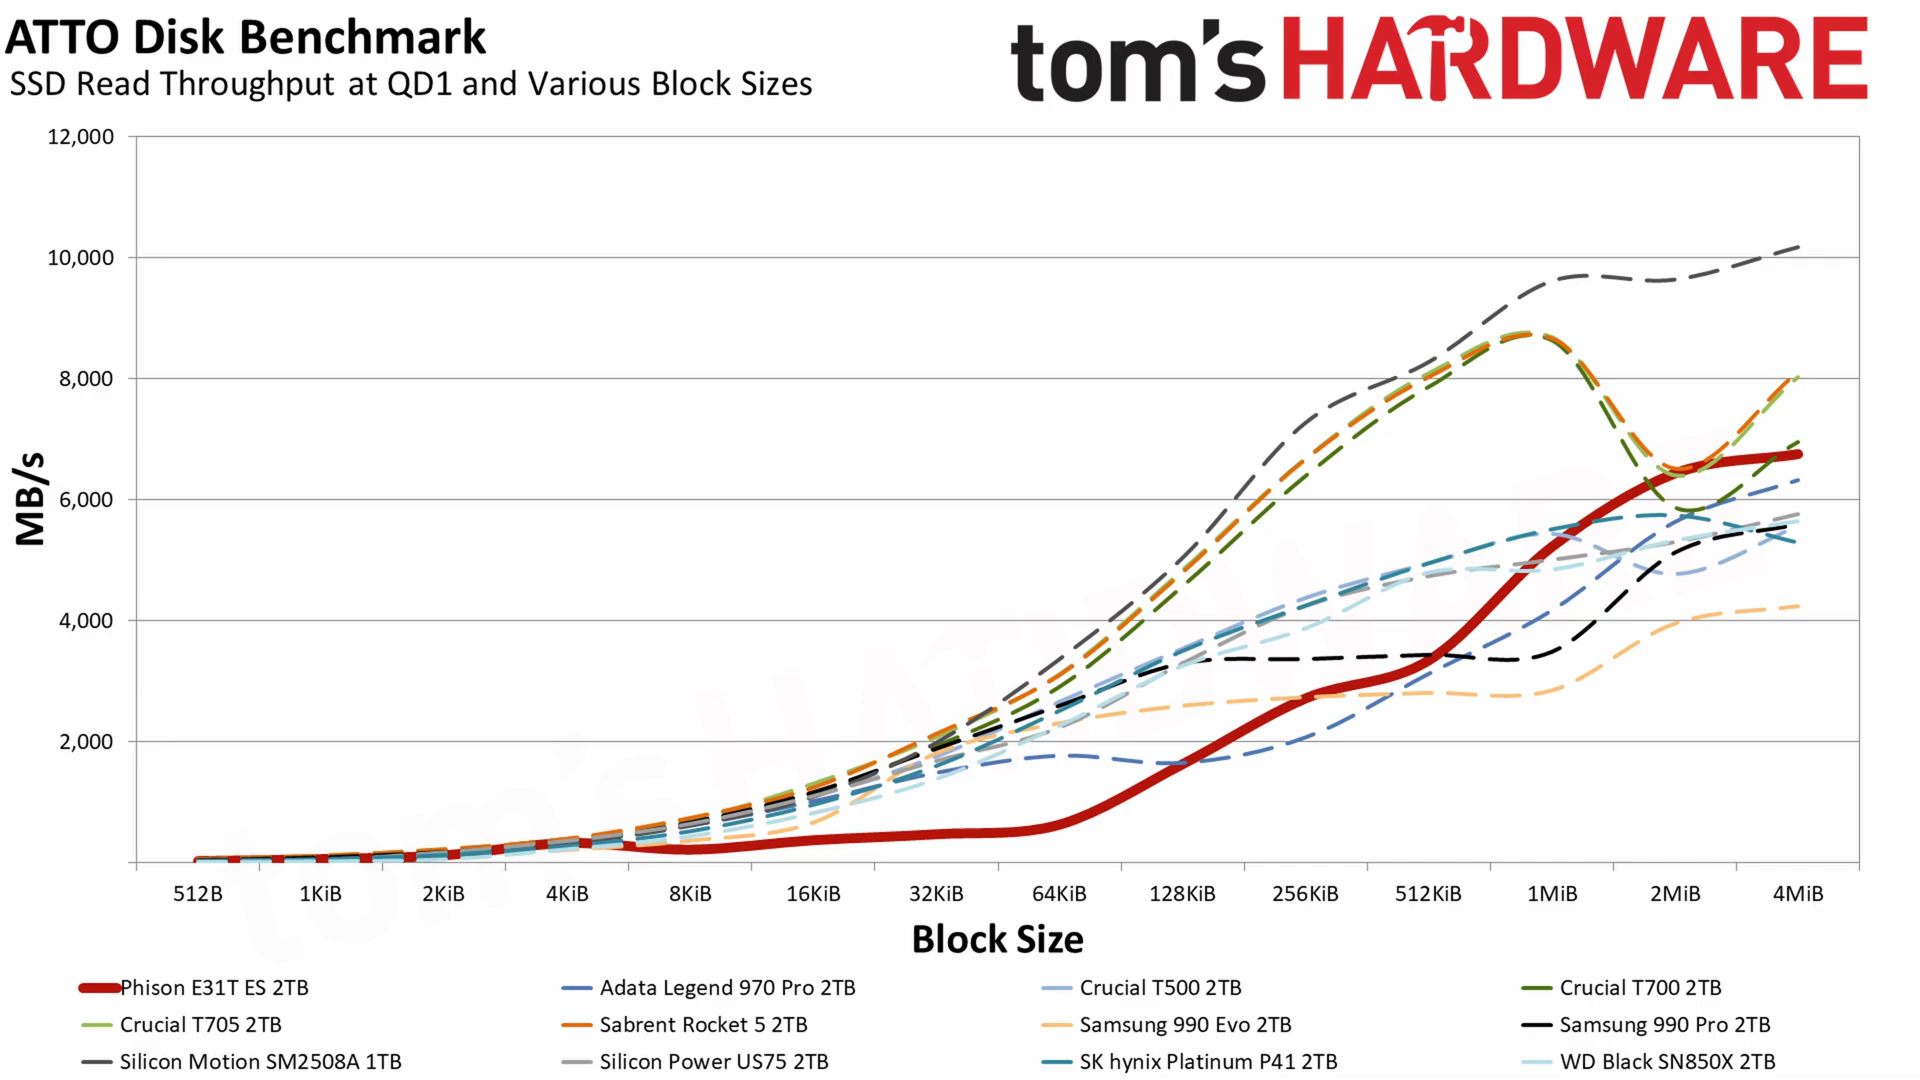 ATTO Disk Benchmark
SSD Read Throughput at QD1 and Various Block Sizes
tom's HARDWARE
MB/s
12,000
10,000
8,000
6,000
4,000
2,000
512B 1KiB 2KiB 4KiB 8KiB 16KiB 32KiB 64KiB 128KiB 256KiB 512KiB 1MiB 2MiB 4MiB
Block Size
Phison E31T ES 2TB Adata Legend 970 Pro 2TB Crucial T500 2TB Crucial T700 2TB
Crucial T705 2TB Sabrent Rocket 5 2TB Samsung 990 Evo 2TB Samsung 990 Pro 2TB
Silicon Motion SM2508A 1TB Silicon Power US75 2TB SK hynix Platinum P41 2TB WD Black SN850X 2TB
tom's HARDWARE